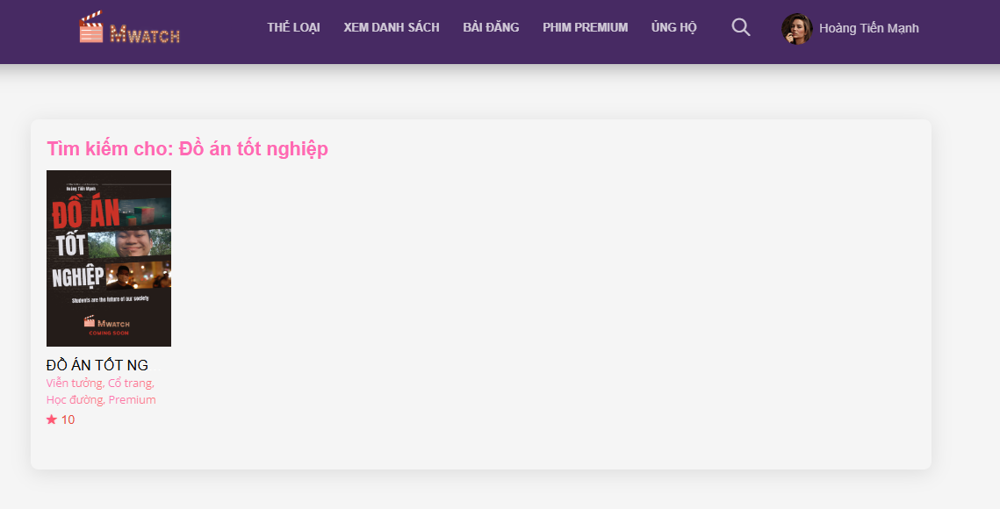 MWATCH
THỂ LOẠI XEM DANH SÁCH BÀI ĐĂNG PHIM PREMIUM ỦNG HỘ
Hoàng Tiến Mạnh
Tìm kiếm cho: Đồ án tốt nghiệp
Hoàng Tiến Mạnh
ĐỒ ÁN
TỐT
NGHIỆP
Students are the future of our society
MWATCH
COMING SOON
ĐỒ ÁN TỐT NG
Viễn tưởng, Cổ trang,
Học đường, Premium
10